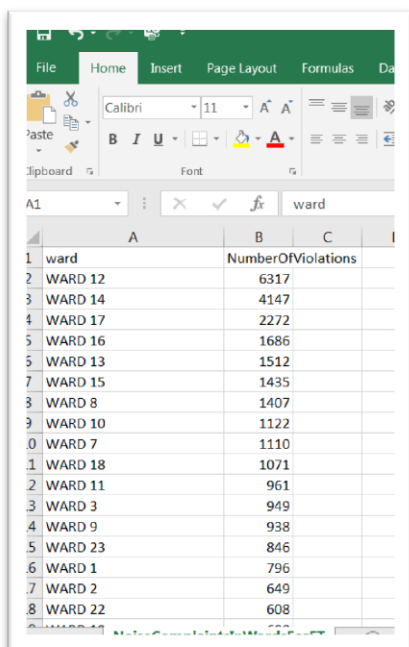 File Home Insert Page Layout Formulas Da
Calibri 11 A A
Paste B I U A
Clipboard Font
A1 fx ward
A B C
1 ward NumberOfViolations
2 WARD 12 6317
3 WARD 14 4147
4 WARD 17 2272
5 WARD 16 1686
6 WARD 13 1512
7 WARD 15 1435
8 WARD 8 1407
9 WARD 10 1122
10 WARD 7 1110
11 WARD 18 1071
12 WARD 11 961
13 WARD 3 949
14 WARD 9 938
15 WARD 23 846
16 WARD 1 796
17 WARD 2 649
18 WARD 22 608
NoiseComplaintsInWardsForFT